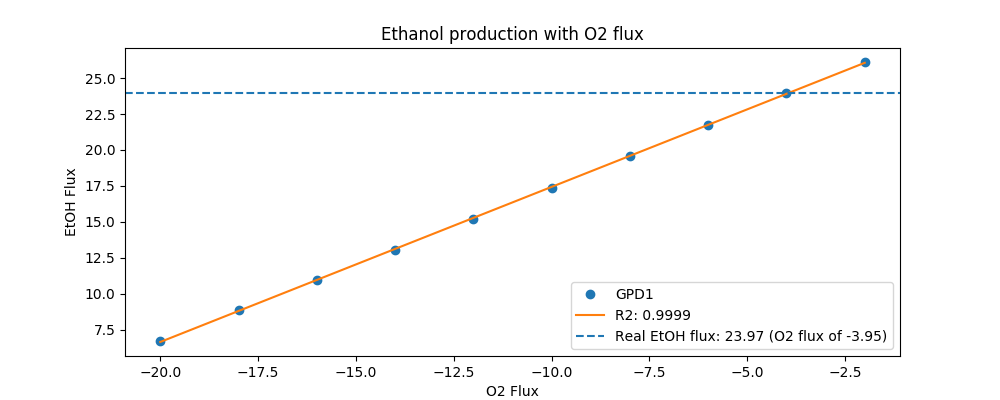 Ethanol production with O2 flux
25.0
22.5
20.0
17.5
15.0
12.5
10.0
7.5
EtOH Flux
GPD1
R2: 0.9999
Real EtOH flux: 23.97 (O2 flux of -3.95)
−20.0 −17.5 −15.0 −12.5 −10.0 −7.5 −5.0 −2.5
O2 Flux